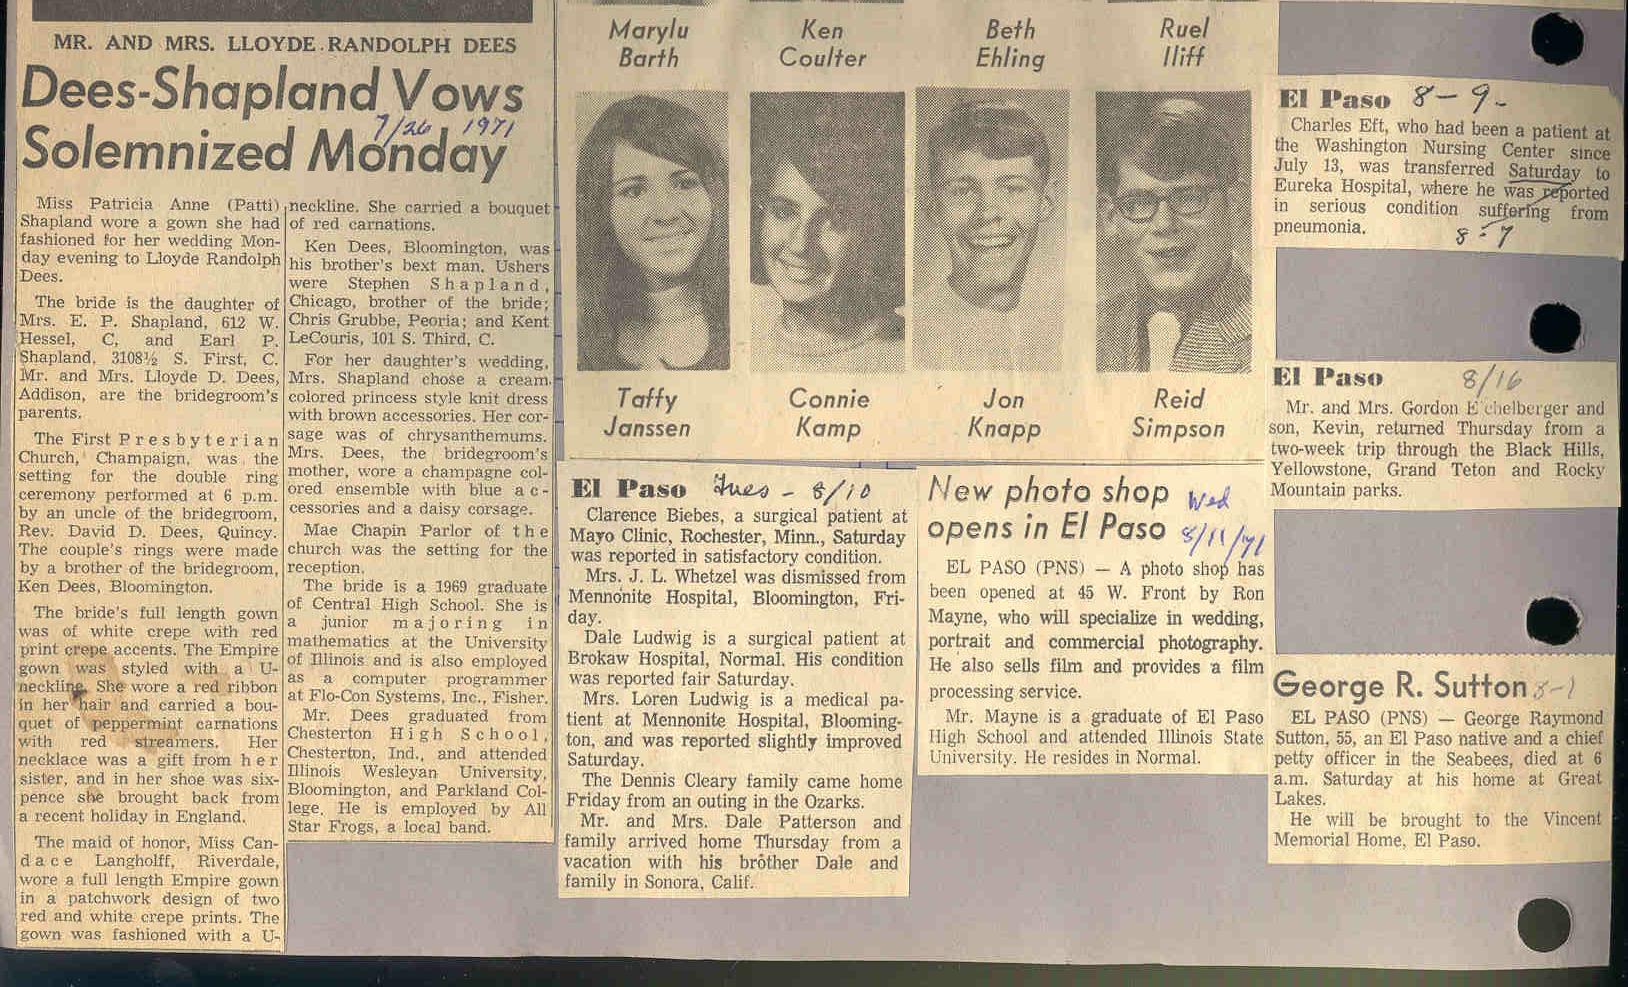 MR. AND MRS. LLOYDE RANDOLPH DEES
Dees-Shapland Vows
Solemnized Monday
7/26 1971
Miss Patricia Anne (Patti)
Shapland wore a gown she had
fashioned for her wedding Mon-
day evening to Lloyde Randolph
Dees.
The bride is the daughter of
Mrs. E. P. Shapland, 612 W.
Hessel, C, and Earl P.
Shapland, 3108½ S. First, C.
Mr. and Mrs. Lloyde D. Dees,
Addison, are the bridegroom's
parents.
The First Presbyterian
Church, Champaign, was the
setting for the double ring
ceremony performed at 6 p.m.
by an uncle of the bridegroom,
Rev. David D. Dees, Quincy.
The couple's rings were made
by a brother of the bridegroom,
Ken Dees, Bloomington.
The bride's full length gown
was of white crepe with red
print crepe accents. The Empire
gown was styled with a U-
neckline. She wore a red ribbon
in her hair and carried a bou-
quet of peppermint carnations
with red streamers. Her
necklace was a gift from her
sister, and in her shoe was six-
pence she brought back from
a recent holiday in England.
The maid of honor, Miss Can-
dace Langholff, Riverdale,
wore a full length Empire gown
in a patchwork design of two
red and white crepe prints. The
gown was fashioned with a U-
neckline. She carried a bouquet
of red carnations.
Ken Dees, Bloomington, was
his brother's bext man. Ushers
were Stephen Shapland,
Chicago, brother of the bride;
Chris Grubbe, Peoria; and Kent
LeCouris, 101 S. Third, C.
For her daughter's wedding,
Mrs. Shapland chose a cream
colored princess style knit dress
with brown accessories. Her cor-
sage was of chrysanthemums.
Mrs. Dees, the bridegroom's
mother, wore a champagne col-
ored ensemble with blue ac-
cessories and a daisy corsage.
Mae Chapin Parlor of the
church was the setting for the
reception.
The bride is a 1969 graduate
of Central High School. She is
a junior majoring in
mathematics at the University
of Illinois and is also employed
as a computer programmer
at Flo-Con Systems, Inc., Fisher.
Mr. Dees graduated from
Chesterton High School,
Chesterton, Ind., and attended
Illinois Wesleyan University,
Bloomington, and Parkland Col-
lege. He is employed by All
Star Frogs, a local band.
Marylu Barth
Ken Coulter
Beth Ehling
Ruel Iliff
Taffy Janssen
Connie Kamp
Jon Knapp
Reid Simpson
El Paso Tues - 8/10
Clarence Biebes, a surgical patient at
Mayo Clinic, Rochester, Minn., Saturday
was reported in satisfactory condition.
Mrs. J. L. Whetzel was dismissed from
Mennonite Hospital, Bloomington, Fri-
day.
Dale Ludwig is a surgical patient at
Brokaw Hospital, Normal. His condition
was reported fair Saturday.
Mrs. Loren Ludwig is a medical pa-
tient at Mennonite Hospital, Blooming-
ton, and was reported slightly improved
Saturday.
The Dennis Cleary family came home
Friday from an outing in the Ozarks.
Mr. and Mrs. Dale Patterson and
family arrived home Thursday from a
vacation with his brother Dale and
family in Sonora, Calif.
New photo shop
opens in El Paso
Wed
8/11/71
EL PASO (PNS) — A photo shop has
been opened at 45 W. Front by Ron
Mayne, who will specialize in wedding,
portrait and commercial photography.
He also sells film and provides a film
processing service.
Mr. Mayne is a graduate of El Paso
High School and attended Illinois State
University. He resides in Normal.
El Paso 8-9-
Charles Eft, who had been a patient at
the Washington Nursing Center since
July 13, was transferred Saturday to
Eureka Hospital, where he was reported
in serious condition suffering from
pneumonia.
8-7
El Paso 8/16
Mr. and Mrs. Gordon Eichelberger and
son, Kevin, returned Thursday from a
two-week trip through the Black Hills,
Yellowstone, Grand Teton and Rocky
Mountain parks.
George R. Sutton 8-1
EL PASO (PNS) — George Raymond
Sutton, 55, an El Paso native and a chief
petty officer in the Seabees, died at 6
a.m. Saturday at his home at Great
Lakes.
He will be brought to the Vincent
Memorial Home, El Paso.